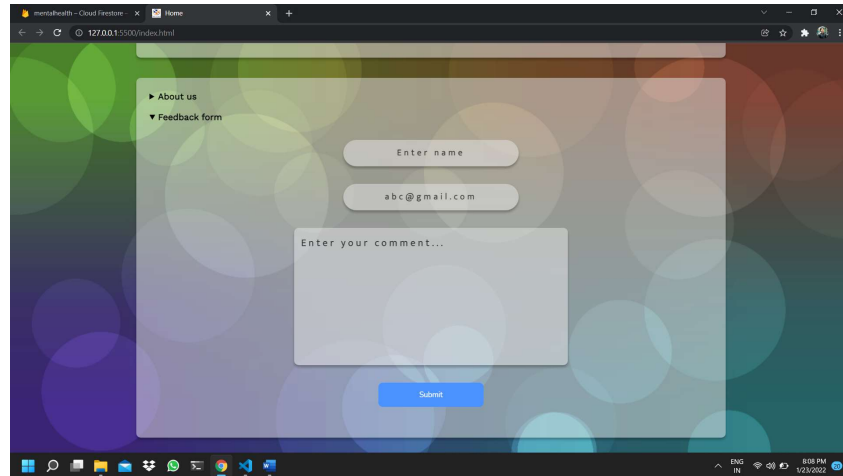 mentalhealth – Cloud Firestore –
Home
127.0.0.1:5500/index.html
About us
Feedback form
Enter name
abc@gmail.com
Enter your comment...
Submit
ENG
IN
8:08 PM
1/23/2022
20